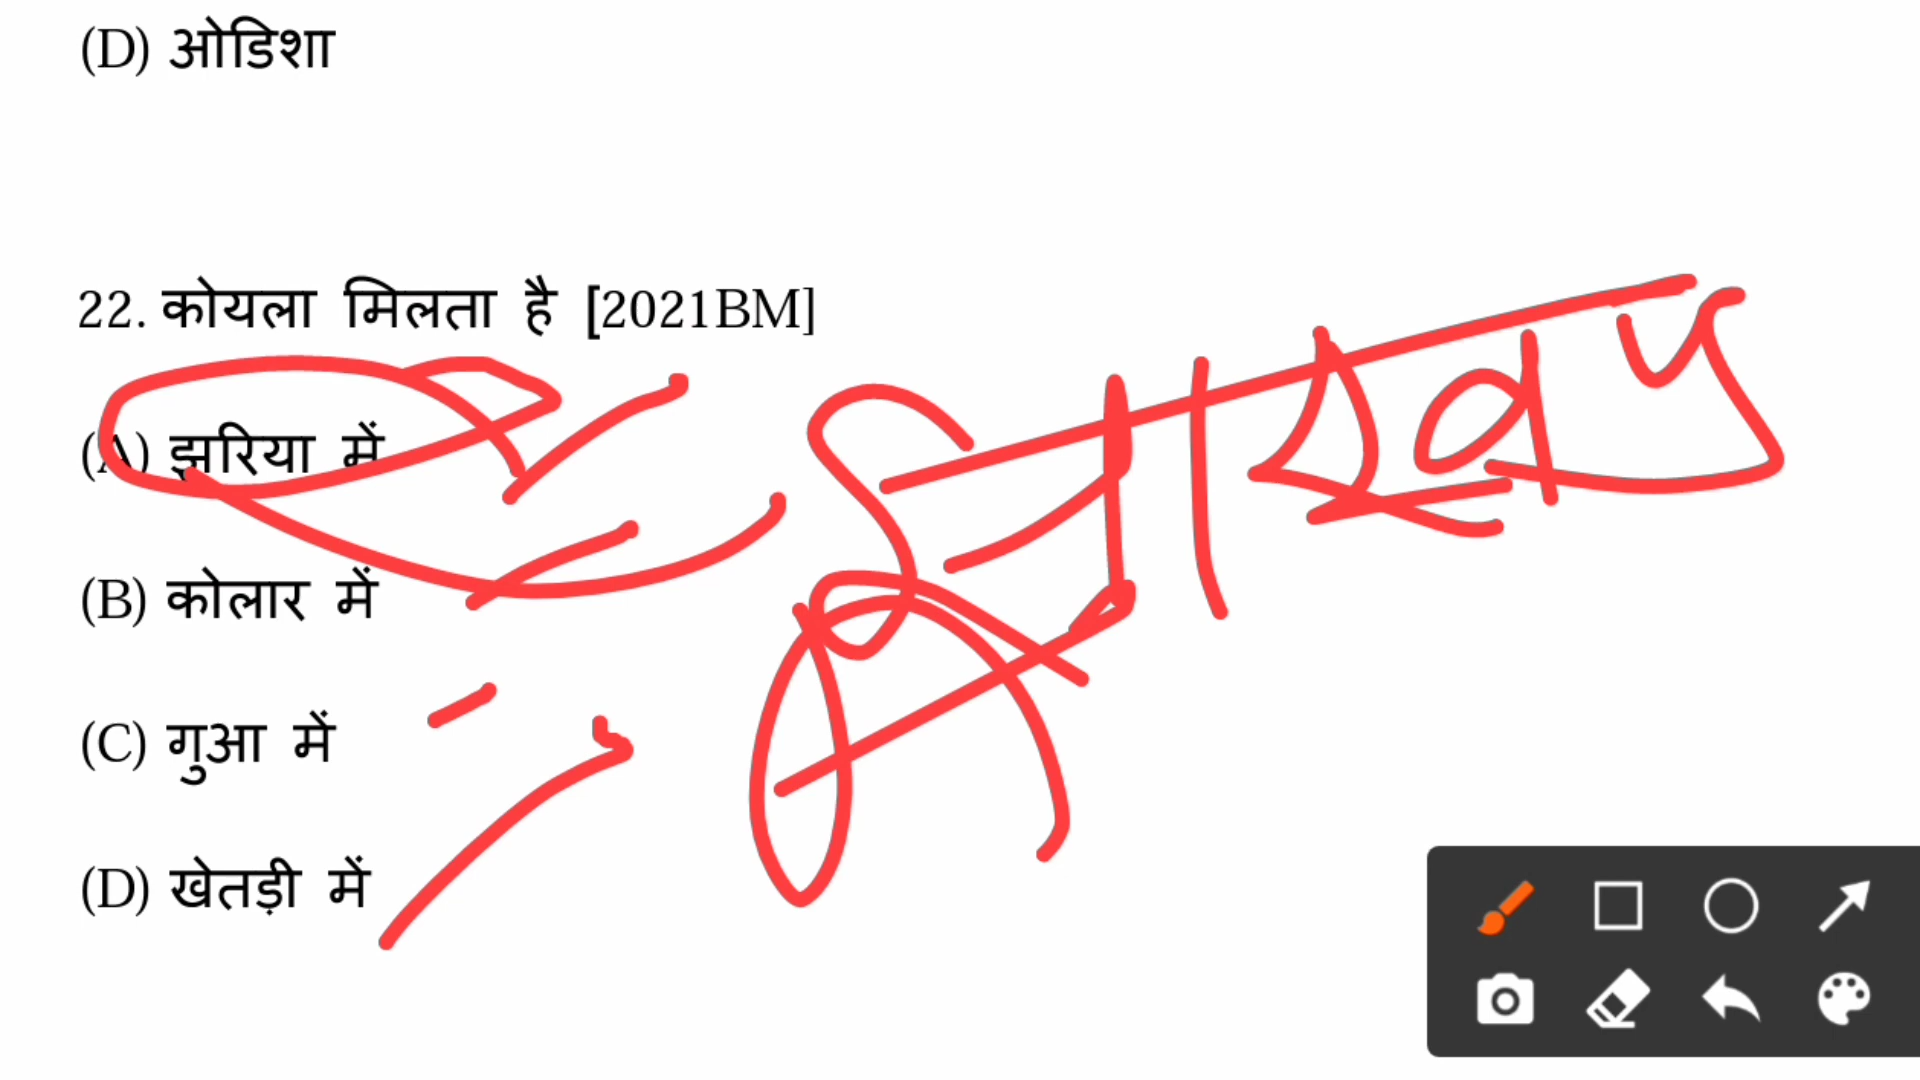 (D) ओडिशा
22. कोयला मिलता है [2021BM]
(A) झरिया में
(B) कोलार में
(C) गुआ में
(D) खेतड़ी में